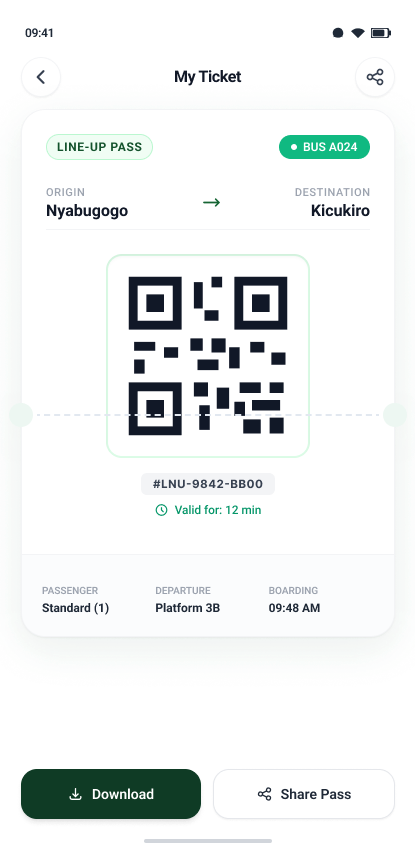 09:41
My Ticket
LINE-UP PASS
BUS A024
ORIGIN
DESTINATION
Nyabugogo
Kicukiro
#LNU-9842-BB00
Valid for: 12 min
PASSENGER
DEPARTURE
BOARDING
Standard (1)
Platform 3B
09:48 AM
Download
Share Pass